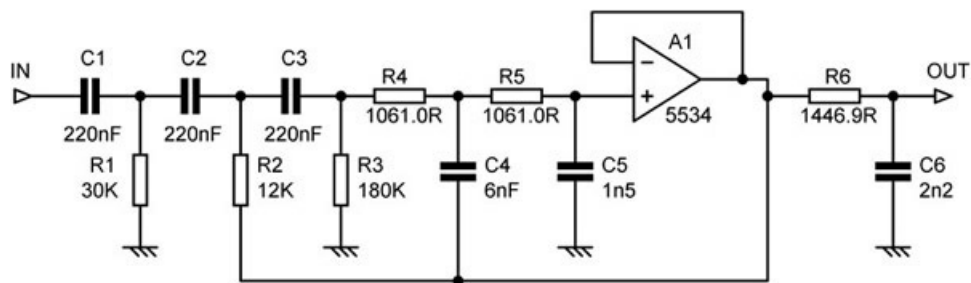 IN
C1
220nF
R1
30K
C2
220nF
R2
12K
C3
220nF
R3
180K
R4
1061.0R
C4
6nF
R5
1061.0R
C5
1n5
A1
−
+
5534
R6
1446.9R
OUT
C6
2n2